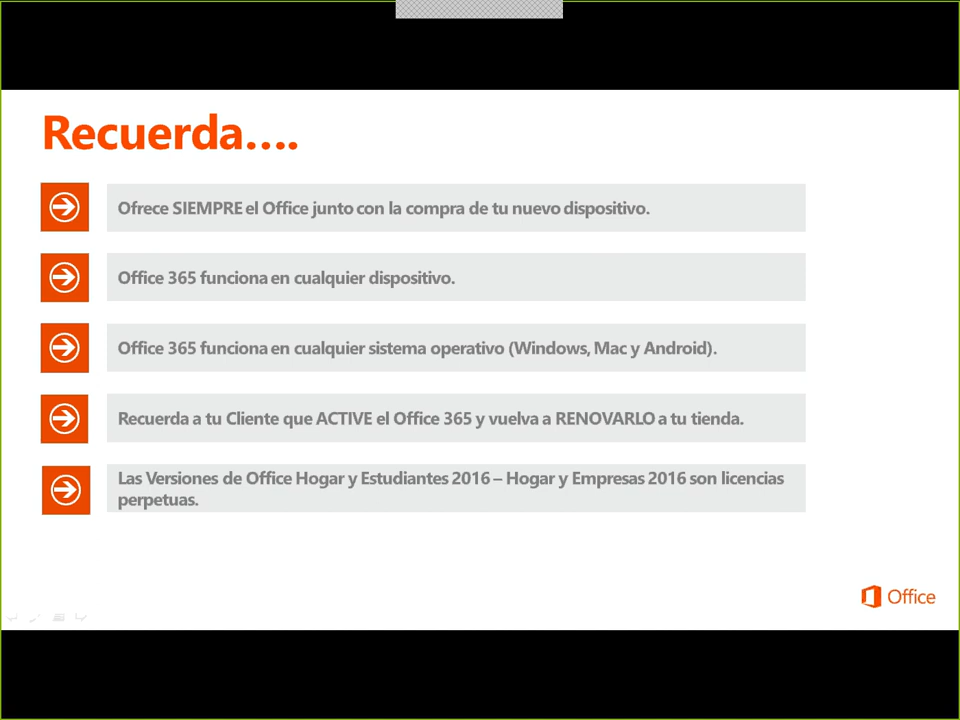 Recuerda....
Ofrece SIEMPRE el Office junto con la compra de tu nuevo dispositivo.
Office 365 funciona en cualquier dispositivo.
Office 365 funciona en cualquier sistema operativo (Windows, Mac y Android).
Recuerda a tu Cliente que ACTIVE el Office 365 y vuelva a RENOVARLO a tu tienda.
Las Versiones de Office Hogar y Estudiantes 2016 – Hogar y Empresas 2016 son licencias
perpetuas.
Office